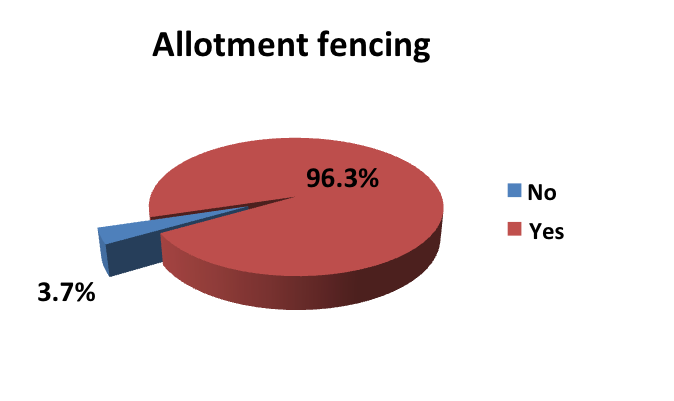 Allotment fencing
96.3%
No
Yes
3.7%